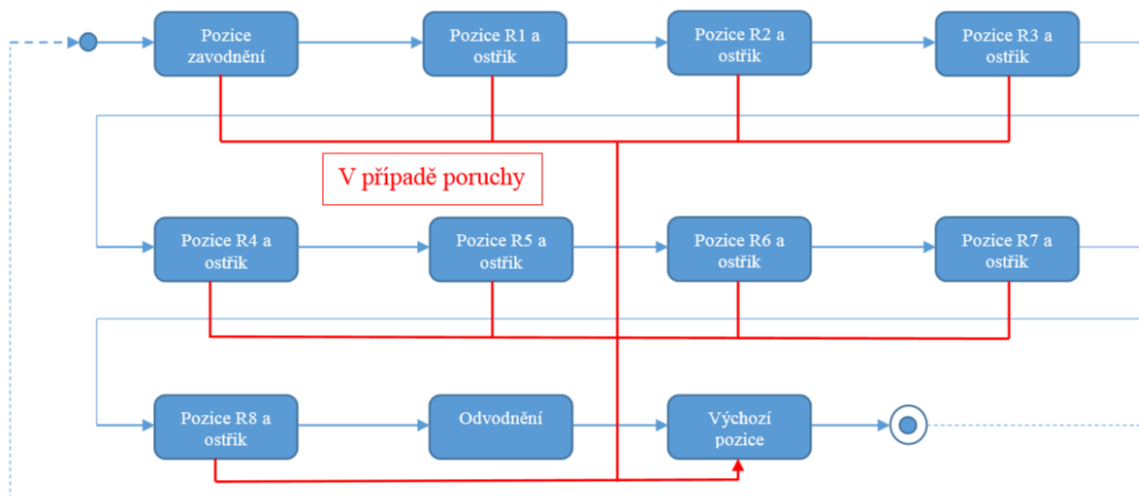 Pozice
zavodnění
Pozice R1 a
ostřik
Pozice R2 a
ostřik
Pozice R3 a
ostřik
V případě poruchy
Pozice R4 a
ostřik
Pozice R5 a
ostřik
Pozice R6 a
ostřik
Pozice R7 a
ostřik
Pozice R8 a
ostřik
Odvodnění
Výchozí
pozice